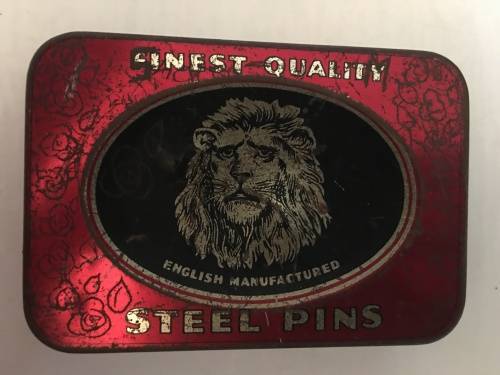 FINEST QUALITY
ENGLISH MANUFACTURED
STEEL PINS